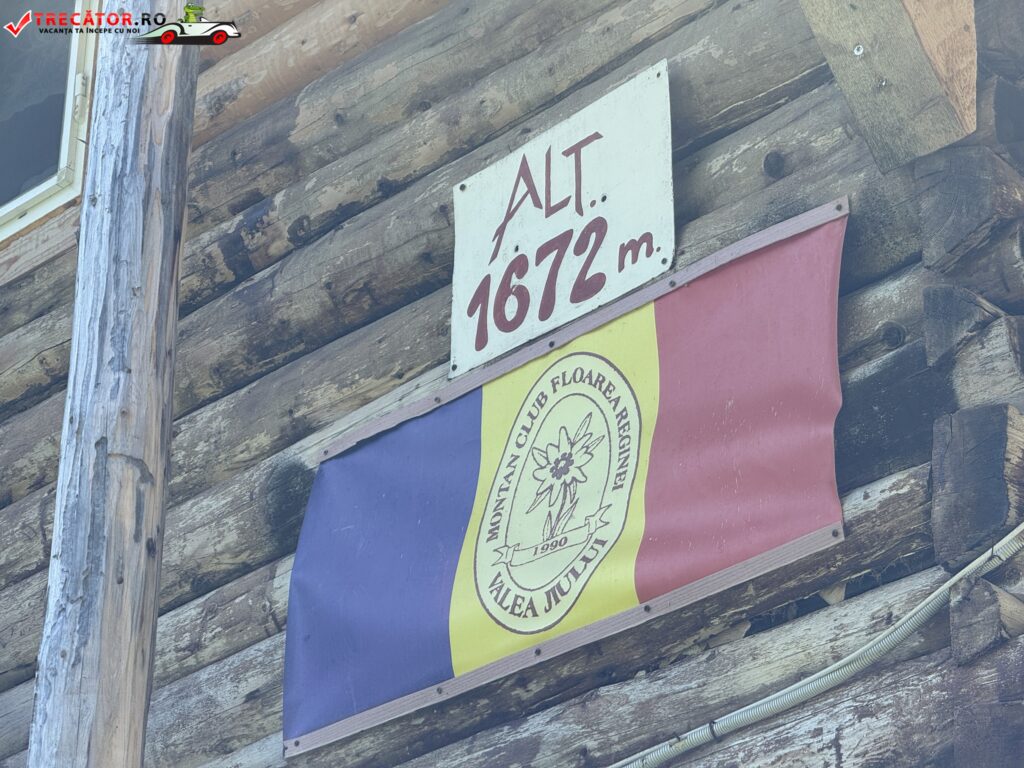 TRECĂTOR.RO
VACANȚA TA ÎNCEPE CU NOI
ALT.
1672 m.
MONTAN CLUB FLOAREA REGINEI
1990
VALEA JIULUI